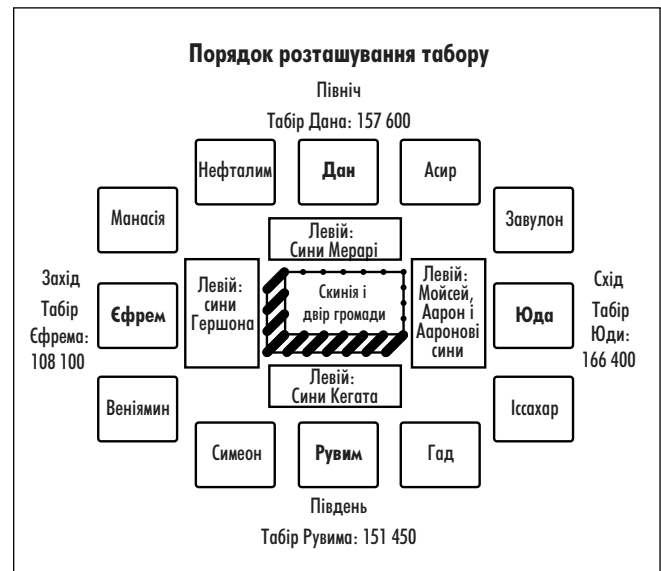 Порядок розташування табору
Північ
Табір Дана: 157 600
Нефталим
Дан
Асир
Манасія
Завулон
Левій:
Сини Мерарі
Захід
Табір
Єфрема:
108 100
Єфрем
Левій:
сини
Гершона
Скинія і
двір громади
Левій:
Мойсей,
Аарон і
Ааронові
сини
Юда
Схід
Табір
Юди:
166 400
Левій:
Сини Кегата
Веніямин
Іссахар
Симеон
Рувим
Гад
Південь
Табір Рувима: 151 450